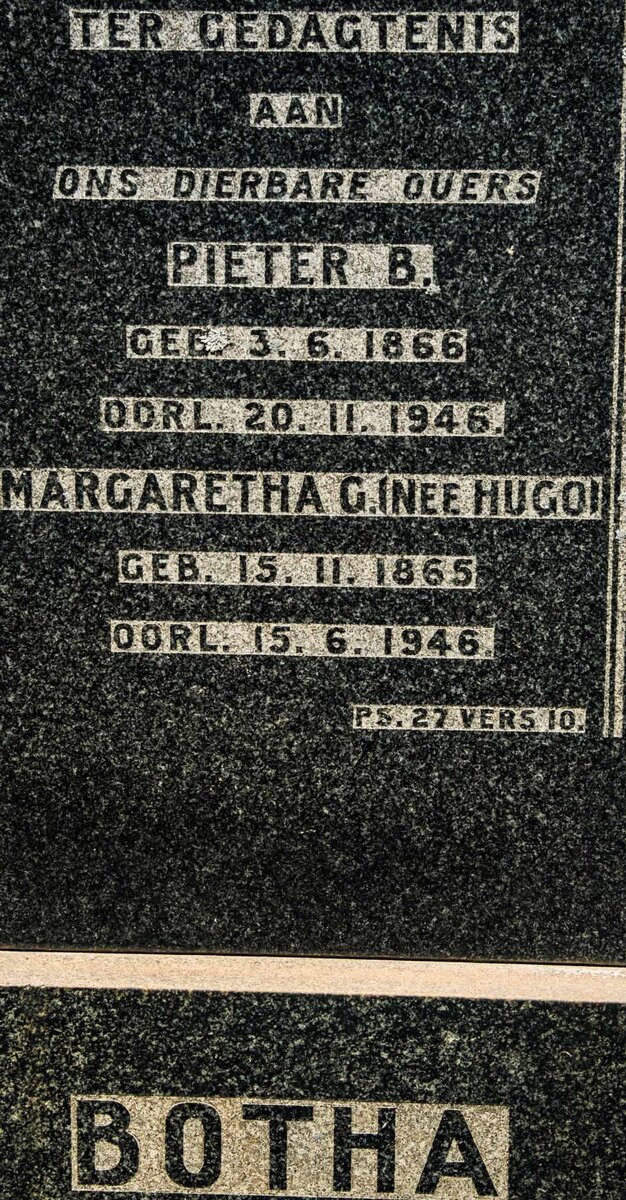 TER GEDAGTENIS
AAN
ONS DIERBARE OUERS
PIETER B.
GEB. 3. 6. 1866
OORL. 20. 11. 1946.
MARGARETHA G.(NEE HUGO)
GEB. 15. 11. 1865
OORL. 15. 6. 1946.
PS. 27 VERS 10.
BOTHA